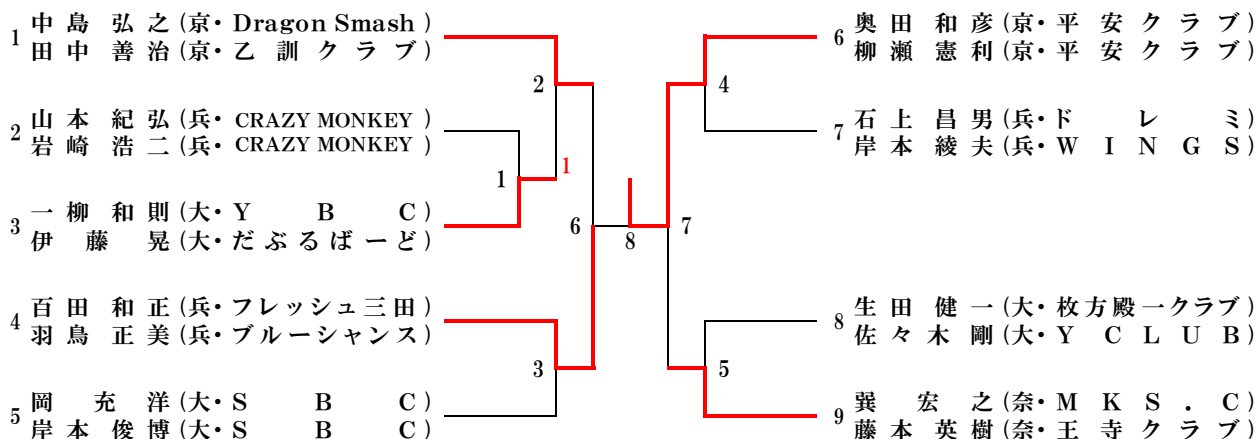 1 中島弘之(京・Dragon Smash)
田中善治(京・乙訓クラブ)
2 山本紀弘(兵・CRAZY MONKEY)
岩崎浩二(兵・CRAZY MONKEY)
3 一柳和則(大・YBC)
伊藤晃(大・だぶるばーど)
4 百田和正(兵・フレッシュ三田)
羽鳥正美(兵・ブルーシャンス)
5 岡充洋(大・SBC)
岸本俊博(大・SBC)
2
1
1
6
3
8
7
4
5
6 奥田和彦(京・平安クラブ)
柳瀬憲利(京・平安クラブ)
7 石上昌男(兵・ドレミ)
岸本綾夫(兵・WINGS)
8 生田健一(大・枚方殿一クラブ)
佐々木剛(大・Y CLUB)
9 巽宏之(奈・MKS.C)
藤本英樹(奈・王寺クラブ)